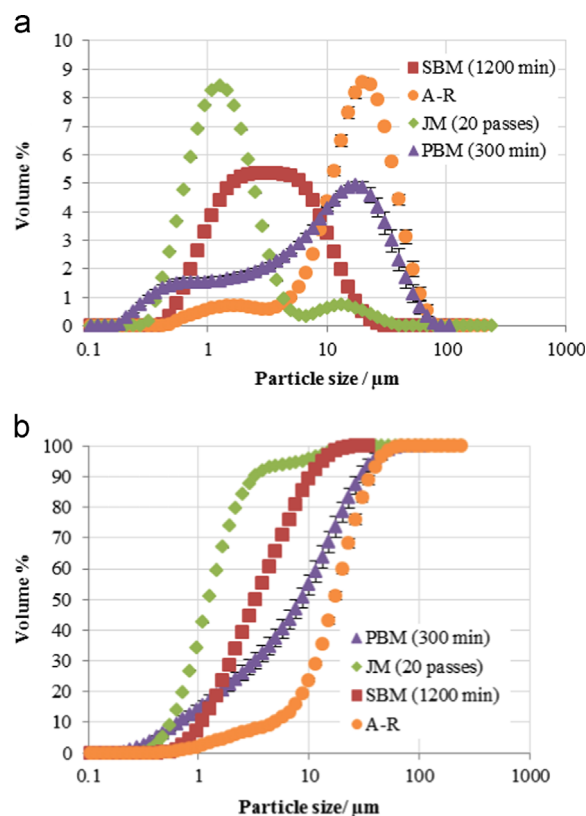 a
10
9
8
7
6
5
4
3
2
1
0
Volume %
SBM (1200 min)
A-R
JM (20 passes)
PBM (300 min)
0.1 1 10 100 1000
Particle size / µm
b
100
90
80
70
60
50
40
30
20
10
0
Volume %
PBM (300 min)
JM (20 passes)
SBM (1200 min)
A-R
0.1 1 10 100 1000
Particle size/ µm